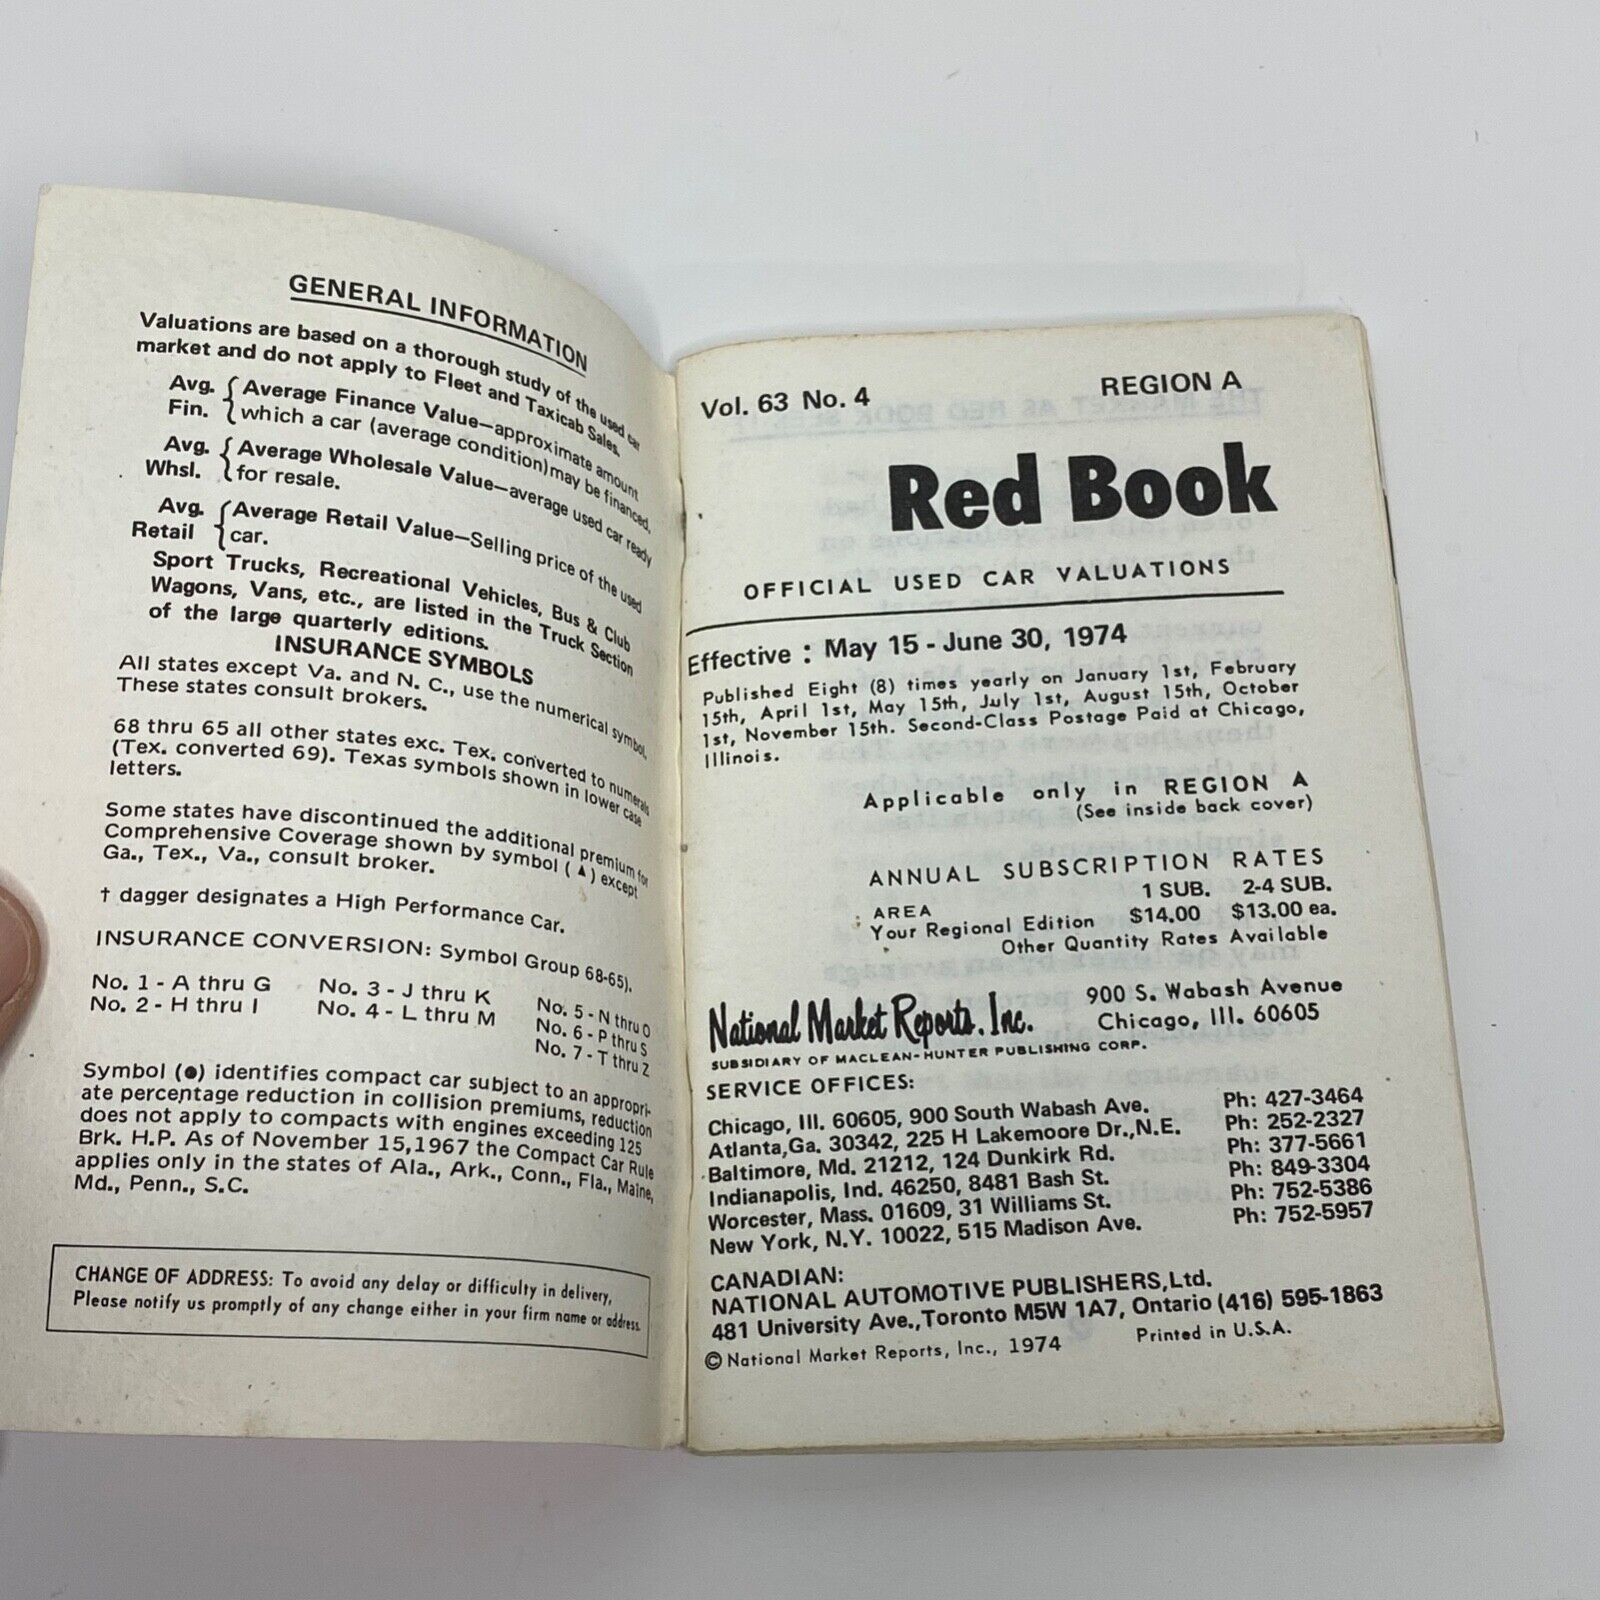 GENERAL INFORMATION
Valuations are based on a thorough study of the used car
market and do not apply to Fleet and Taxicab Sales.
Avg. Fin. { Average Finance Value—approximate amount
which a car (average condition) may be financed.
Avg. Whsl. { Average Wholesale Value—average used car ready
for resale.
Avg. Retail { Average Retail Value—Selling price of the used
car.
Sport Trucks, Recreational Vehicles, Bus & Club
Wagons, Vans, etc., are listed in the Truck Section
of the large quarterly editions.
INSURANCE SYMBOLS
All states except Va. and N. C., use the numerical symbol.
These states consult brokers.
68 thru 65 all other states exc. Tex. converted to numerals
(Tex. converted 69). Texas symbols shown in lower case
letters.
Some states have discontinued the additional premium for
Comprehensive Coverage shown by symbol (▲) except
Ga., Tex., Va., consult broker.
† dagger designates a High Performance Car.
INSURANCE CONVERSION: Symbol Group 68-65).
No. 1 - A thru G
No. 2 - H thru I
No. 3 - J thru K
No. 4 - L thru M
No. 5 - N thru O
No. 6 - P thru S
No. 7 - T thru Z
Symbol (●) identifies compact car subject to an appropri-
ate percentage reduction in collision premiums, reduction
does not apply to compacts with engines exceeding 125
Brk. H.P. As of November 15,1967 the Compact Car Rule
applies only in the states of Ala., Ark., Conn., Fla., Maine,
Md., Penn., S.C.
CHANGE OF ADDRESS: To avoid any delay or difficulty in delivery,
Please notify us promptly of any change either in your firm name or address.
Vol. 63 No. 4 REGION A
Red Book
OFFICIAL USED CAR VALUATIONS
Effective : May 15 - June 30, 1974
Published Eight (8) times yearly on January 1st, February
15th, April 1st, May 15th, July 1st, August 15th, October
1st, November 15th. Second-Class Postage Paid at Chicago,
Illinois.
Applicable only in REGION A
(See inside back cover)
ANNUAL SUBSCRIPTION RATES
1 SUB. 2-4 SUB.
AREA
Your Regional Edition $14.00 $13.00 ea.
Other Quantity Rates Available
National Market Reports, Inc.
SUBSIDIARY OF MACLEAN-HUNTER PUBLISHING CORP.
900 S. Wabash Avenue
Chicago, Ill. 60605
SERVICE OFFICES:
Chicago, Ill. 60605, 900 South Wabash Ave. Ph: 427-3464
Atlanta,Ga. 30342, 225 H Lakemoore Dr.,N.E. Ph: 252-2327
Baltimore, Md. 21212, 124 Dunkirk Rd. Ph: 377-5661
Indianapolis, Ind. 46250, 8481 Bash St. Ph: 849-3304
Worcester, Mass. 01609, 31 Williams St. Ph: 752-5386
New York, N.Y. 10022, 515 Madison Ave. Ph: 752-5957
CANADIAN:
NATIONAL AUTOMOTIVE PUBLISHERS,Ltd.
481 University Ave.,Toronto M5W 1A7, Ontario (416) 595-1863
© National Market Reports, Inc., 1974 Printed in U.S.A.